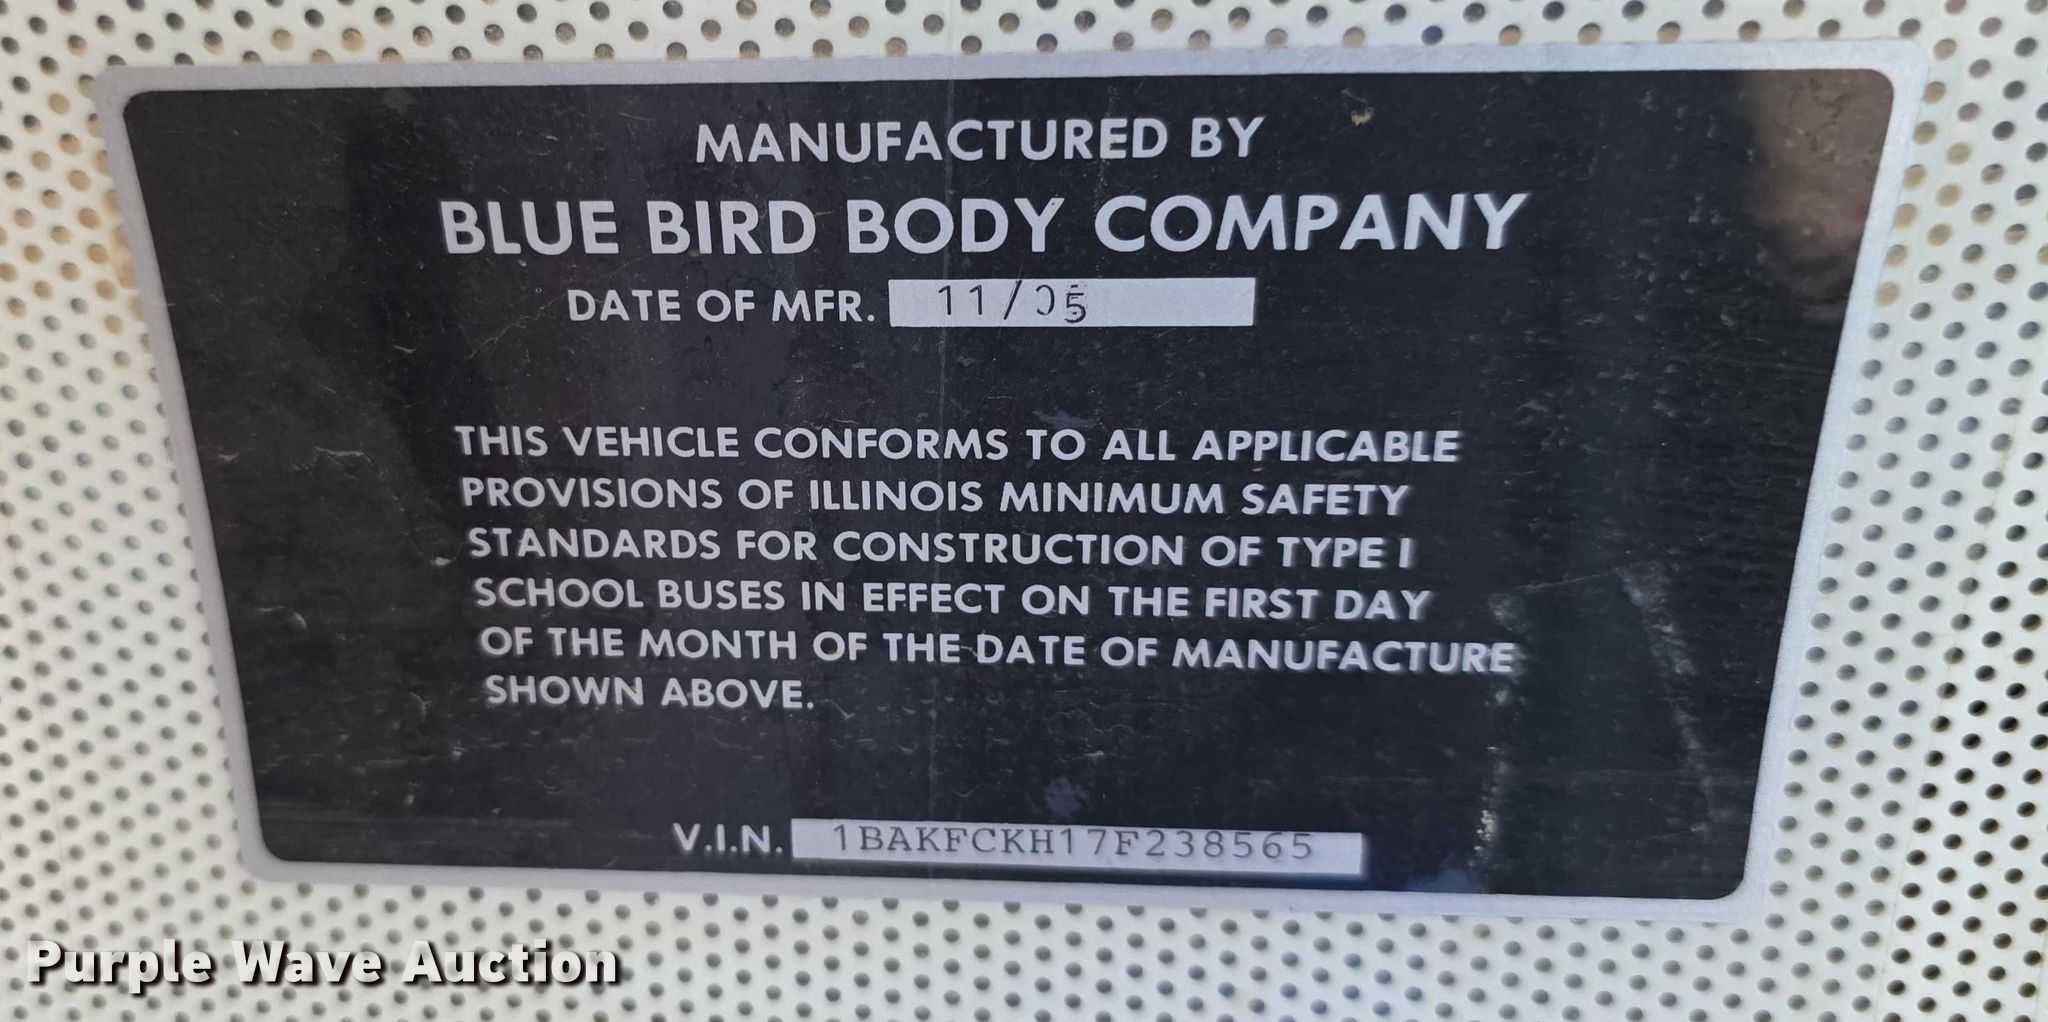 MANUFACTURED BY
BLUE BIRD BODY COMPANY
DATE OF MFR. 11/05
THIS VEHICLE CONFORMS TO ALL APPLICABLE
PROVISIONS OF ILLINOIS MINIMUM SAFETY
STANDARDS FOR CONSTRUCTION OF TYPE I
SCHOOL BUSES IN EFFECT ON THE FIRST DAY
OF THE MONTH OF THE DATE OF MANUFACTURE
SHOWN ABOVE.
V.I.N. 1BAKFCKH17F238565
Purple Wave Auction